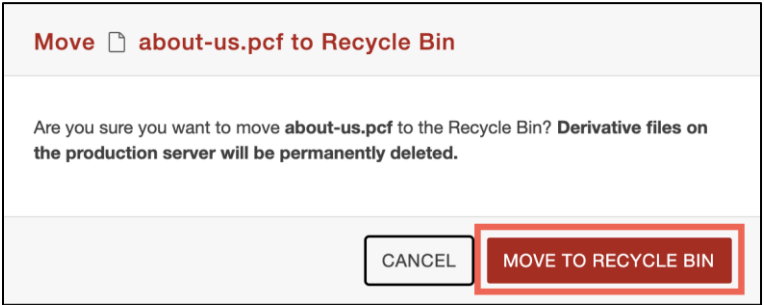 Move about-us.pcf to Recycle Bin
Are you sure you want to move about-us.pcf to the Recycle Bin? Derivative files on
the production server will be permanently deleted.
CANCEL
MOVE TO RECYCLE BIN